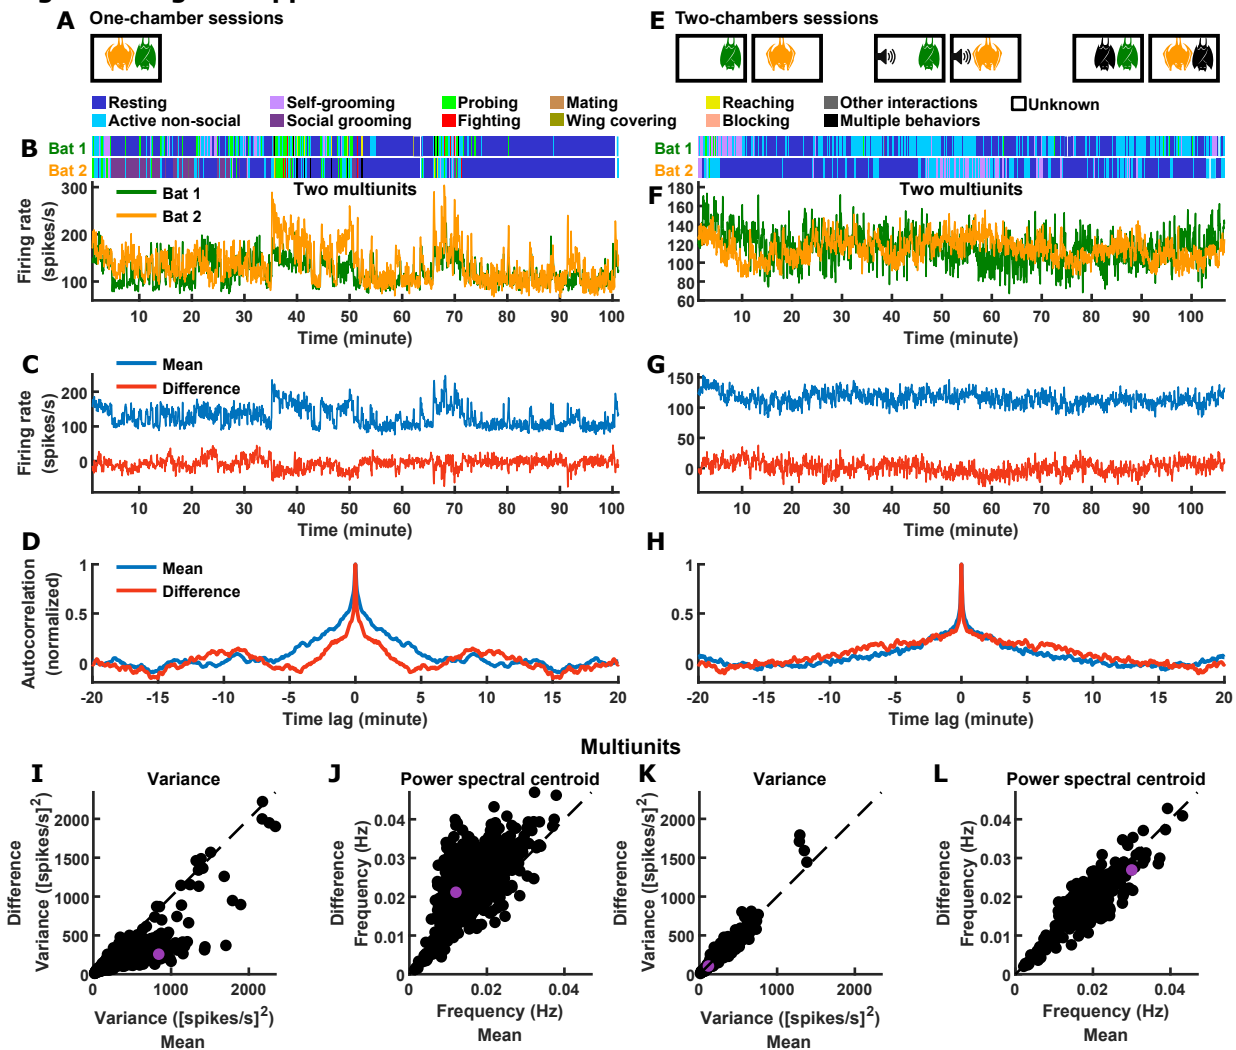 A One-chamber sessions
E Two-chambers sessions
Resting
Self-grooming
Probing
Mating
Reaching
Other interactions
Unknown
Active non-social
Social grooming
Fighting
Wing covering
Blocking
Multiple behaviors
B
Bat 1
Bat 2
Two multiunits
Bat 1
Bat 2
Firing rate
(spikes/s)
300
200
100
10 20 30 40 50 60 70 80 90 100
Time (minute)
Bat 1
Bat 2
F
Two multiunits
180
160
140
120
100
80
60
10 20 30 40 50 60 70 80 90 100
Time (minute)
C
Mean
Difference
Firing rate
(spikes/s)
200
100
0
10 20 30 40 50 60 70 80 90 100
Time (minute)
G
150
100
50
0
10 20 30 40 50 60 70 80 90 100
Time (minute)
D
Mean
Difference
Autocorrelation
(normalized)
1
0.5
0
-20 -15 -10 -5 0 5 10 15 20
Time lag (minute)
H
1
0.5
0
-20 -15 -10 -5 0 5 10 15 20
Time lag (minute)
Multiunits
I
Variance
Difference
Variance ([spikes/s]²)
2000
1500
1000
500
0
0 1000 2000
Variance ([spikes/s]²)
Mean
J
Power spectral centroid
Difference
Frequency (Hz)
0.04
0.03
0.02
0.01
0
0 0.02 0.04
Frequency (Hz)
Mean
K
Variance
Difference
Variance ([spikes/s]²)
2000
1500
1000
500
0
0 1000 2000
Variance ([spikes/s]²)
Mean
L
Power spectral centroid
Difference
Frequency (Hz)
0.04
0.03
0.02
0.01
0
0 0.02 0.04
Frequency (Hz)
Mean